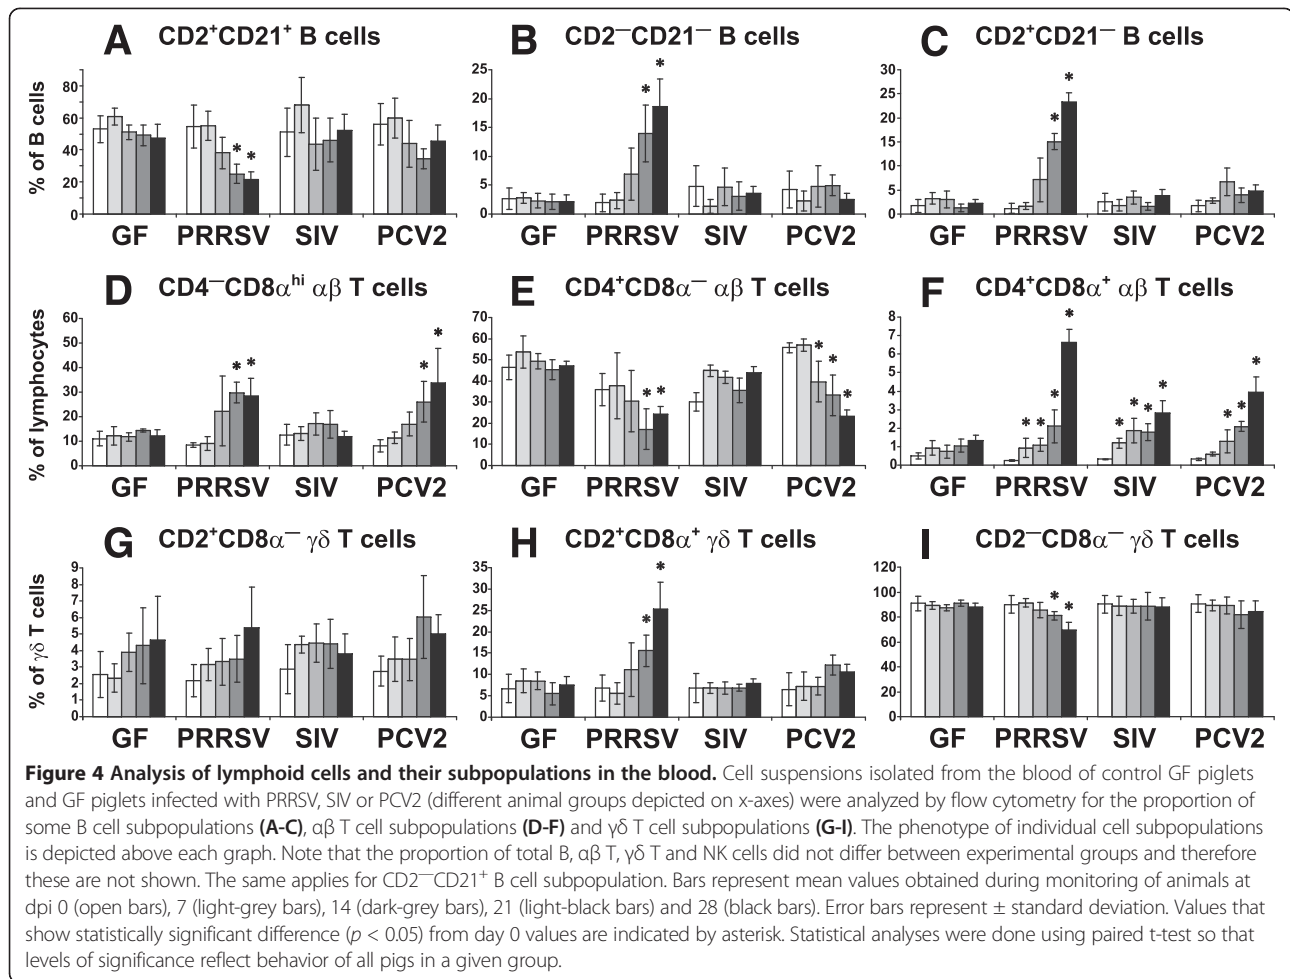 A CD2⁺CD21⁺ B cells
B CD2⁻CD21⁻ B cells
C CD2⁺CD21⁻ B cells
% of B cells
80
60
40
20
0
25
20
15
10
5
0
30
25
20
15
10
5
0
* *
* *
* *
GF PRRSV SIV PCV2
GF PRRSV SIV PCV2
GF PRRSV SIV PCV2
D CD4⁻CD8αʰⁱ αβ T cells
E CD4⁺CD8α⁻ αβ T cells
F CD4⁺CD8α⁺ αβ T cells
% of lymphocytes
60
50
40
30
20
10
0
70
60
50
40
30
20
10
0
8
7
6
5
4
3
2
1
0
* * * *
* * * * *
* * * * * * * * * * *
GF PRRSV SIV PCV2
GF PRRSV SIV PCV2
GF PRRSV SIV PCV2
G CD2⁺CD8α⁻ γδ T cells
H CD2⁺CD8α⁺ γδ T cells
I CD2⁻CD8α⁻ γδ T cells
% of γδ T cells
9
8
7
6
5
4
3
2
1
0
35
30
25
20
15
10
5
0
120
100
80
60
40
20
0
* *
* *
GF PRRSV SIV PCV2
GF PRRSV SIV PCV2
GF PRRSV SIV PCV2
Figure 4 Analysis of lymphoid cells and their subpopulations in the blood. Cell suspensions isolated from the blood of control GF piglets
and GF piglets infected with PRRSV, SIV or PCV2 (different animal groups depicted on x-axes) were analyzed by flow cytometry for the proportion of
some B cell subpopulations (A-C), αβ T cell subpopulations (D-F) and γδ T cell subpopulations (G-I). The phenotype of individual cell subpopulations
is depicted above each graph. Note that the proportion of total B, αβ T, γδ T and NK cells did not differ between experimental groups and therefore
these are not shown. The same applies for CD2⁻CD21⁺ B cell subpopulation. Bars represent mean values obtained during monitoring of animals at
dpi 0 (open bars), 7 (light-grey bars), 14 (dark-grey bars), 21 (light-black bars) and 28 (black bars). Error bars represent ± standard deviation. Values that
show statistically significant difference (p < 0.05) from day 0 values are indicated by asterisk. Statistical analyses were done using paired t-test so that
levels of significance reflect behavior of all pigs in a given group.